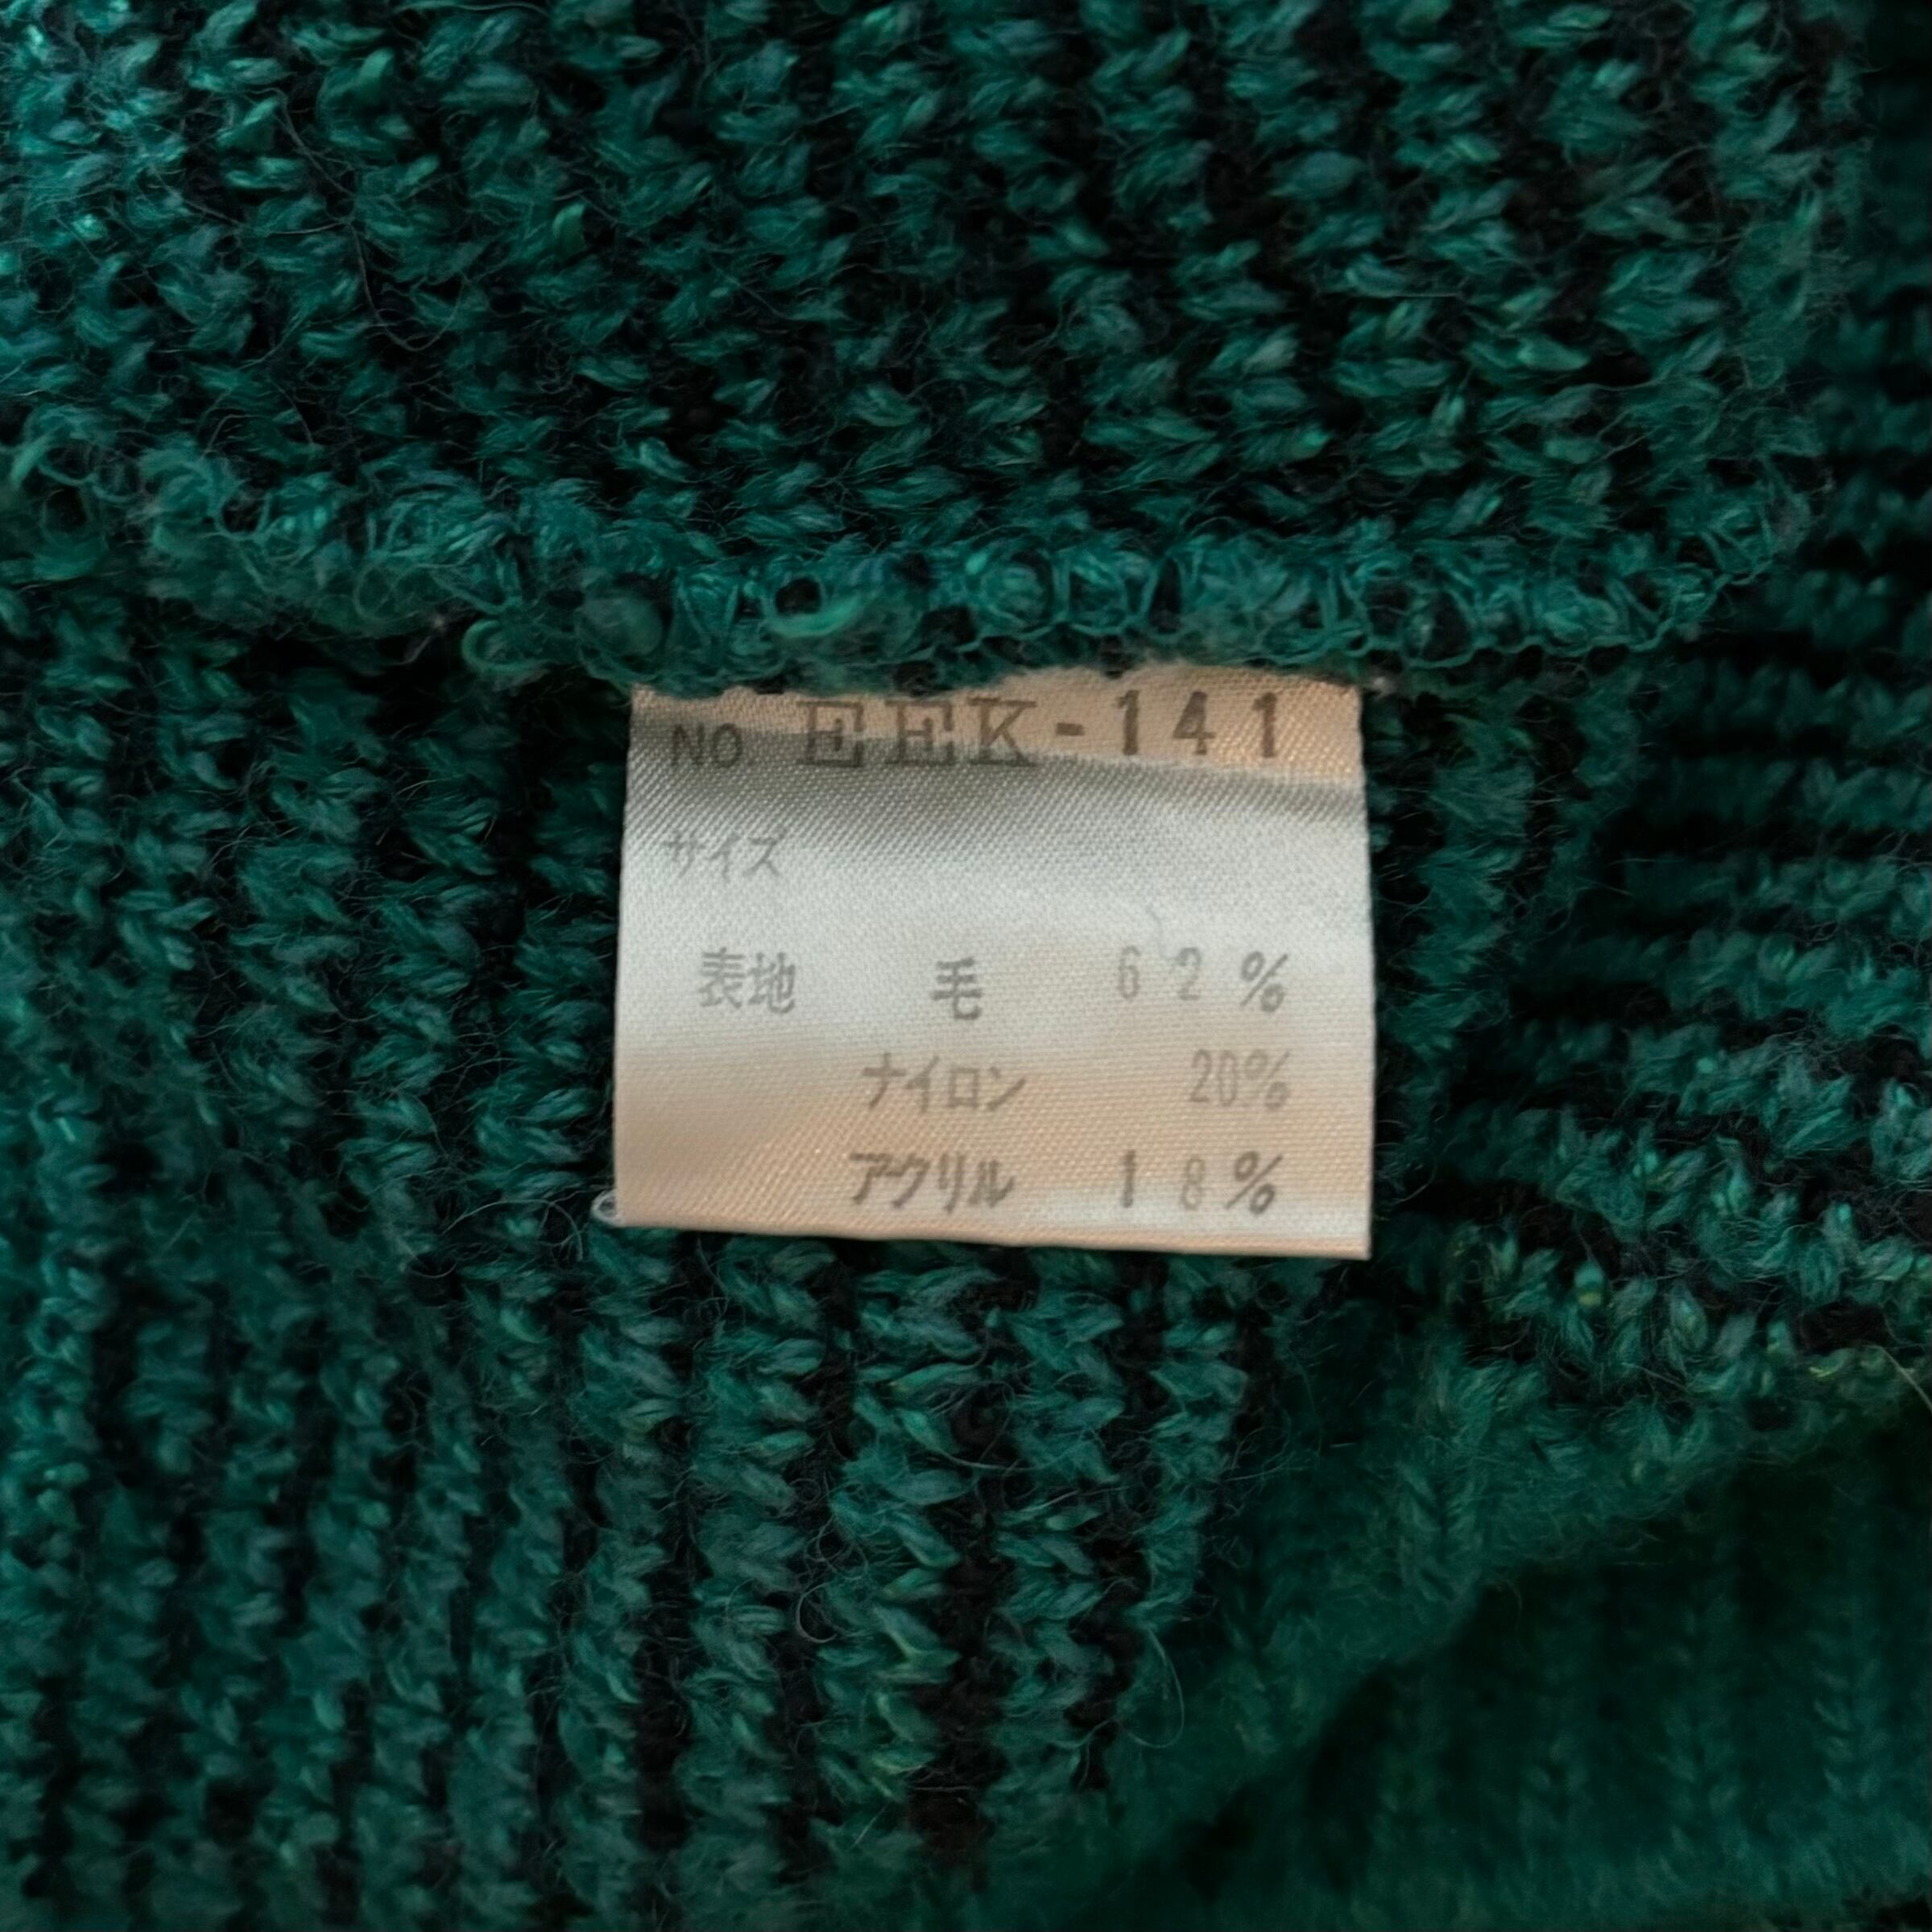 NO. EEK-141
サイズ
表地 毛 62%
ナイロン 20%
アクリル 18%